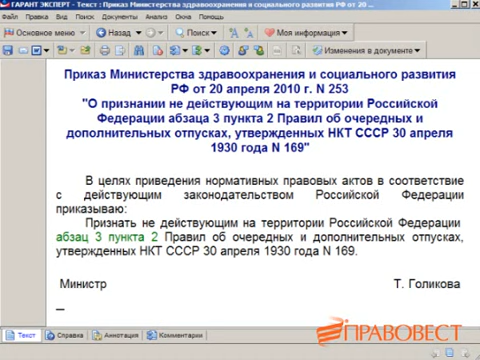 ГАРАНТ ЭКСПЕРТ - Текст : Приказ Министерства здравоохранения и социального развития РФ от 20 ...
Файл Правка Вид Поиск Документы Анализ Окна Помощь
Основное меню Назад Поиск Моя информация
Изменения в документе
Приказ Министерства здравоохранения и социального развития
РФ от 20 апреля 2010 г. N 253
"О признании не действующим на территории Российской
Федерации абзаца 3 пункта 2 Правил об очередных и
дополнительных отпусках, утвержденных НКТ СССР 30 апреля
1930 года N 169"
В целях приведения нормативных правовых актов в соответствие
с действующим законодательством Российской Федерации
приказываю:
Признать не действующим на территории Российской Федерации
абзац 3 пункта 2 Правил об очередных и дополнительных отпусках,
утвержденных НКТ СССР 30 апреля 1930 года N 169.
Министр Т. Голикова
ПРАВОВЕСТ
Текст Справка Аннотация Комментарии